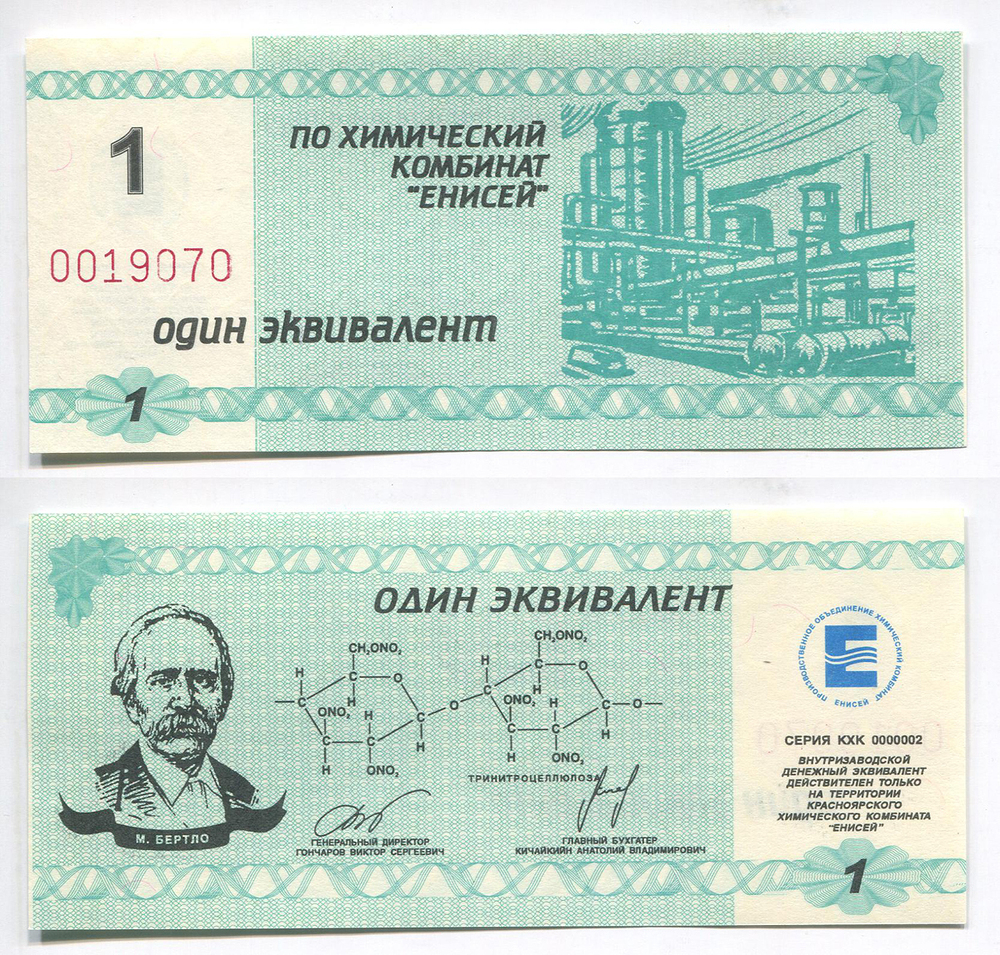 1
ПО ХИМИЧЕСКИЙ
КОМБИНАТ
"ЕНИСЕЙ"
0019070
один эквивалент
1
ОДИН ЭКВИВАЛЕНТ
CH₂ONO₂
CH₂ONO₂
H
C
O
H
C
O
H
H
C
ONO₂
H
C
O
C
ONO₂
H
C
O
C
C
H
C
C
H
H
ONO₂
H
ONO₂
ТРИНИТРОЦЕЛЛЮЛОЗА
М. БЕРТЛО
ГЕНЕРАЛЬНЫЙ ДИРЕКТОР
ГОНЧАРОВ ВИКТОР СЕРГЕЕВИЧ
ГЛАВНЫЙ БУХГАТЕР
КИЧАЙКИН АНАТОЛИЙ ВЛАДИМИРОВИЧ
ПРОИЗВОДСТВЕННОЕ ОБЪЕДИНЕНИЕ ХИМИЧЕСКИЙ КОМБИНАТ
ЕНИСЕЙ
СЕРИЯ КХК 0000002
ВНУТРИЗАВОДСКОЙ
ДЕНЕЖНЫЙ ЭКВИВАЛЕНТ
ДЕЙСТВИТЕЛЕН ТОЛЬКО
НА ТЕРРИТОРИИ
КРАСНОЯРСКОГО
ХИМИЧЕСКОГО КОМБИНАТА
"ЕНИСЕЙ"
1